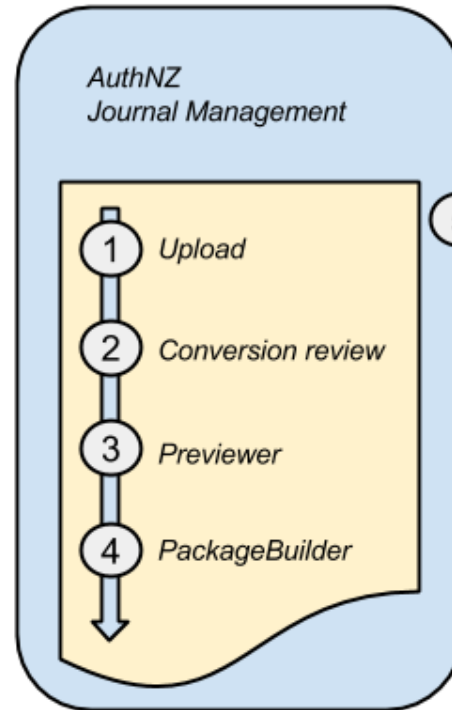 AuthNZ
Journal Management
1 Upload
2 Conversion review
3 Previewer
4 PackageBuilder